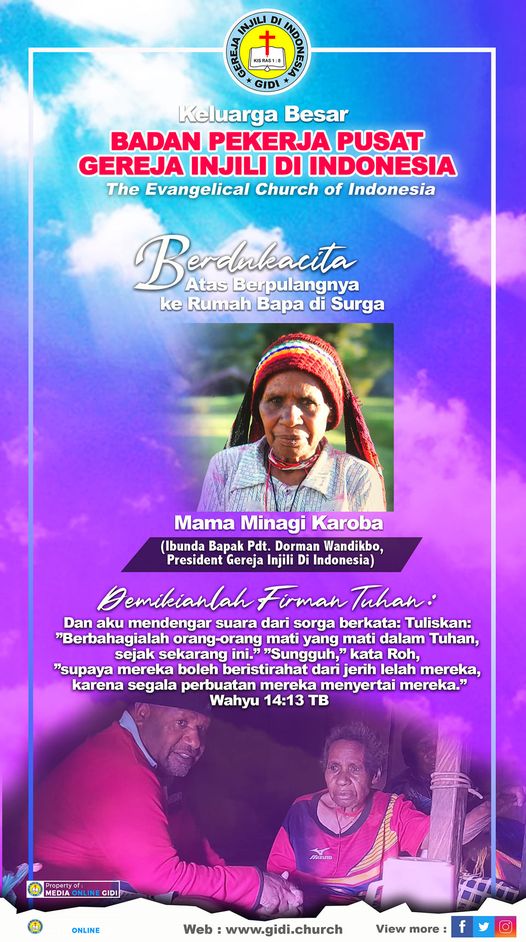 GEREJA INJILI DI INDONESIA
KIS RAS 1 : 8
GIDI
Keluarga Besar
BADAN PEKERJA PUSAT
GEREJA INJILI DI INDONESIA
The Evangelical Church of Indonesia
Berdukacita
Atas Berpulangnya
ke Rumah Bapa di Surga
Mama Minagi Karoba
(Ibunda Bapak Pdt. Dorman Wandikbo,
President Gereja Injili Di Indonesia)
Demikianlah Firman Tuhan :
Dan aku mendengar suara dari sorga berkata: Tuliskan:
"Berbahagialah orang-orang mati yang mati dalam Tuhan,
sejak sekarang ini." "Sungguh," kata Roh,
"supaya mereka boleh beristirahat dari jerih lelah mereka,
karena segala perbuatan mereka menyertai mereka."
Wahyu 14:13 TB
MIZUNO
Property of :
MEDIA ONLINE GIDI
ONLINE
Web : www.gidi.church
View more :